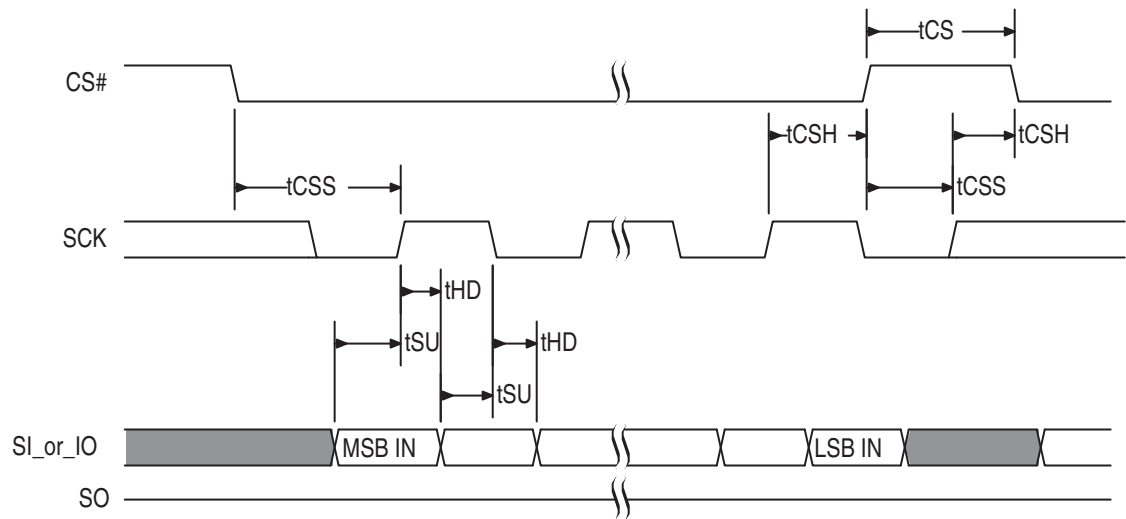 tCS
CS#
tCSH
tCSH
tCSS
tCSS
SCK
tHD
tSU
tHD
tSU
SI_or_IO
MSB IN
LSB IN
SO